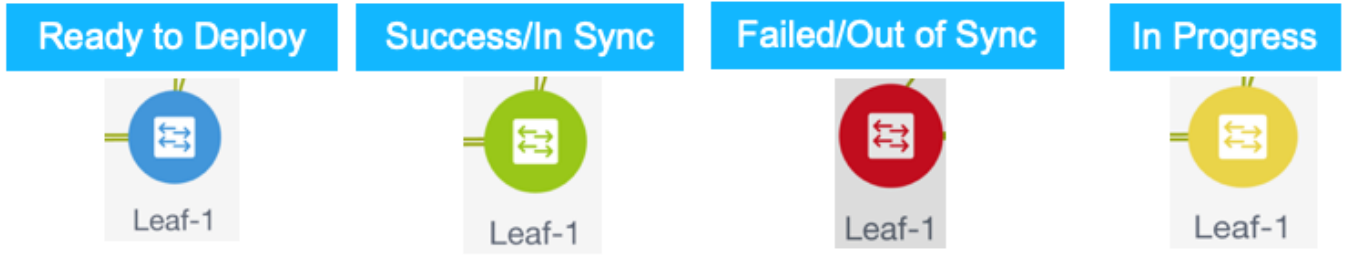 Ready to Deploy
Success/In Sync
Failed/Out of Sync
In Progress
Leaf-1
Leaf-1
Leaf-1
Leaf-1